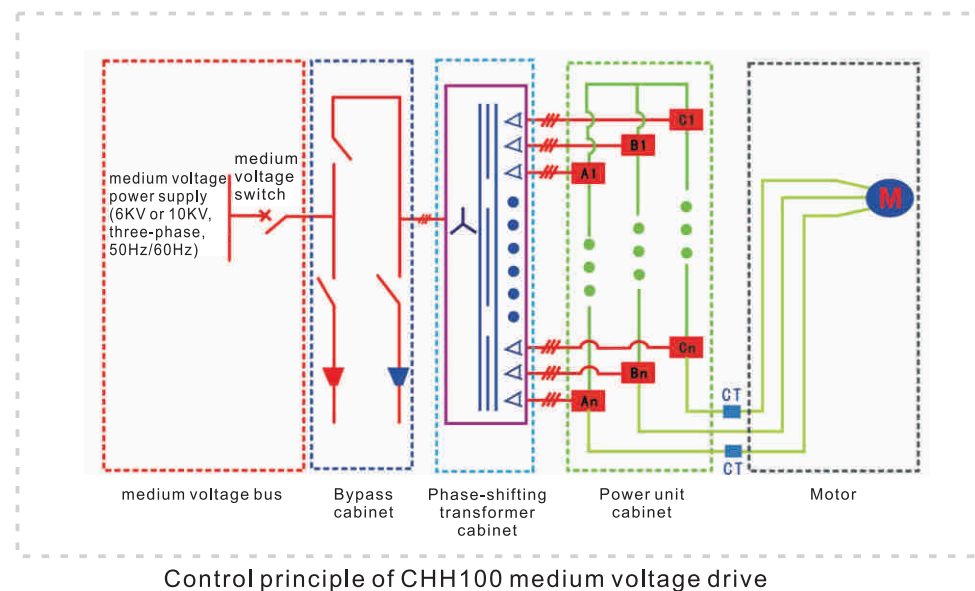 medium
voltage
switch
medium voltage
power supply
(6KV or 10KV,
three-phase,
50Hz/60Hz)
C1
B1
A1
M
Cn
Bn
An
CT
CT
medium voltage bus
Bypass
cabinet
Phase-shifting
transformer
cabinet
Power unit
cabinet
Motor
Control principle of CHH100 medium voltage drive